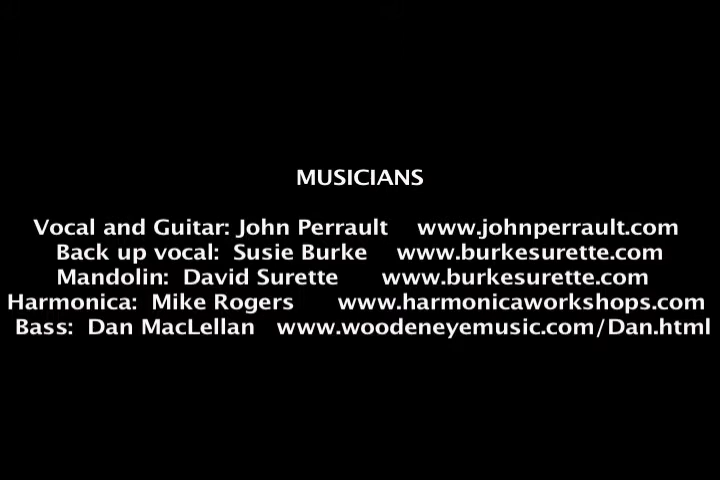 MUSICIANS
Vocal and Guitar: John Perrault www.johnperrault.com
Back up vocal: Susie Burke www.burkesurette.com
Mandolin: David Surette www.burkesurette.com
Harmonica: Mike Rogers www.harmonicaworkshops.com
Bass: Dan MacLellan www.woodeneyemusic.com/Dan.html